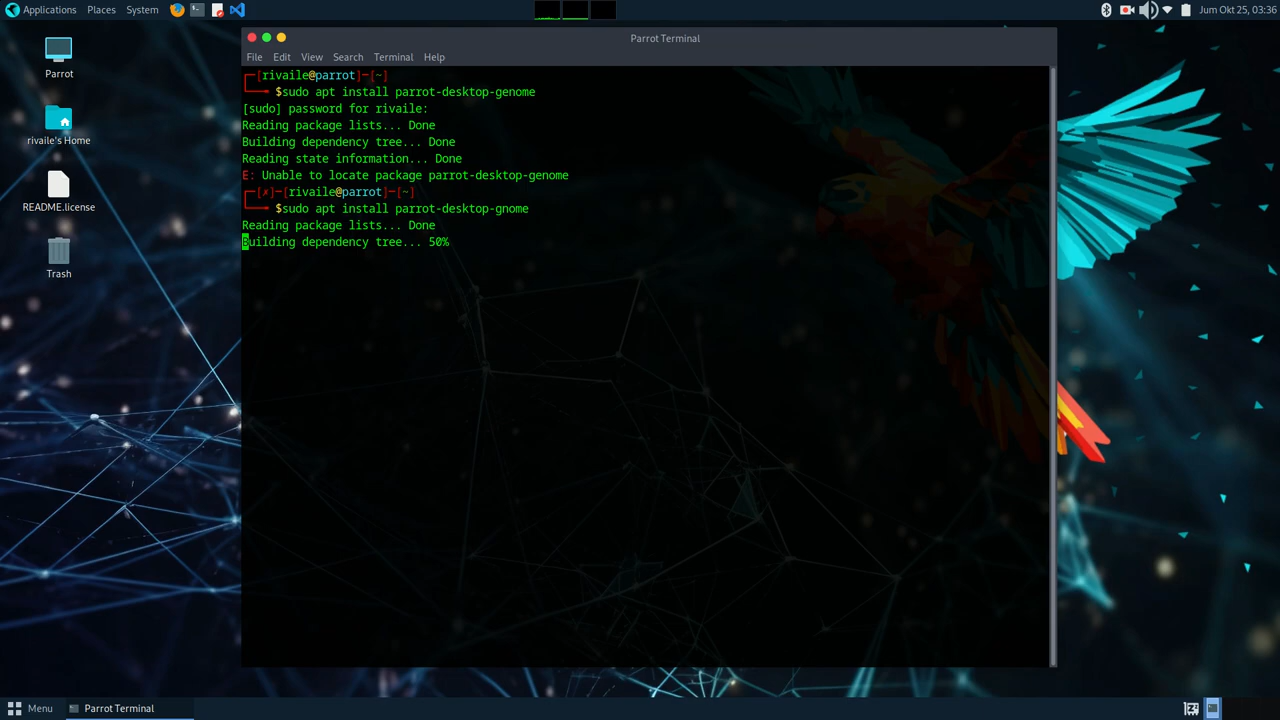 Applications Places System
Jum Okt 25, 03:36
Parrot
rivaile's Home
README.license
Trash
Parrot Terminal
File Edit View Search Terminal Help
┌─[rivaile@parrot]─[~]
└──╼ $sudo apt install parrot-desktop-genome
[sudo] password for rivaile:
Reading package lists... Done
Building dependency tree... Done
Reading state information... Done
E: Unable to locate package parrot-desktop-genome
┌─[✗]─[rivaile@parrot]─[~]
└──╼ $sudo apt install parrot-desktop-gnome
Reading package lists... Done
Building dependency tree... 50%
Menu Parrot Terminal